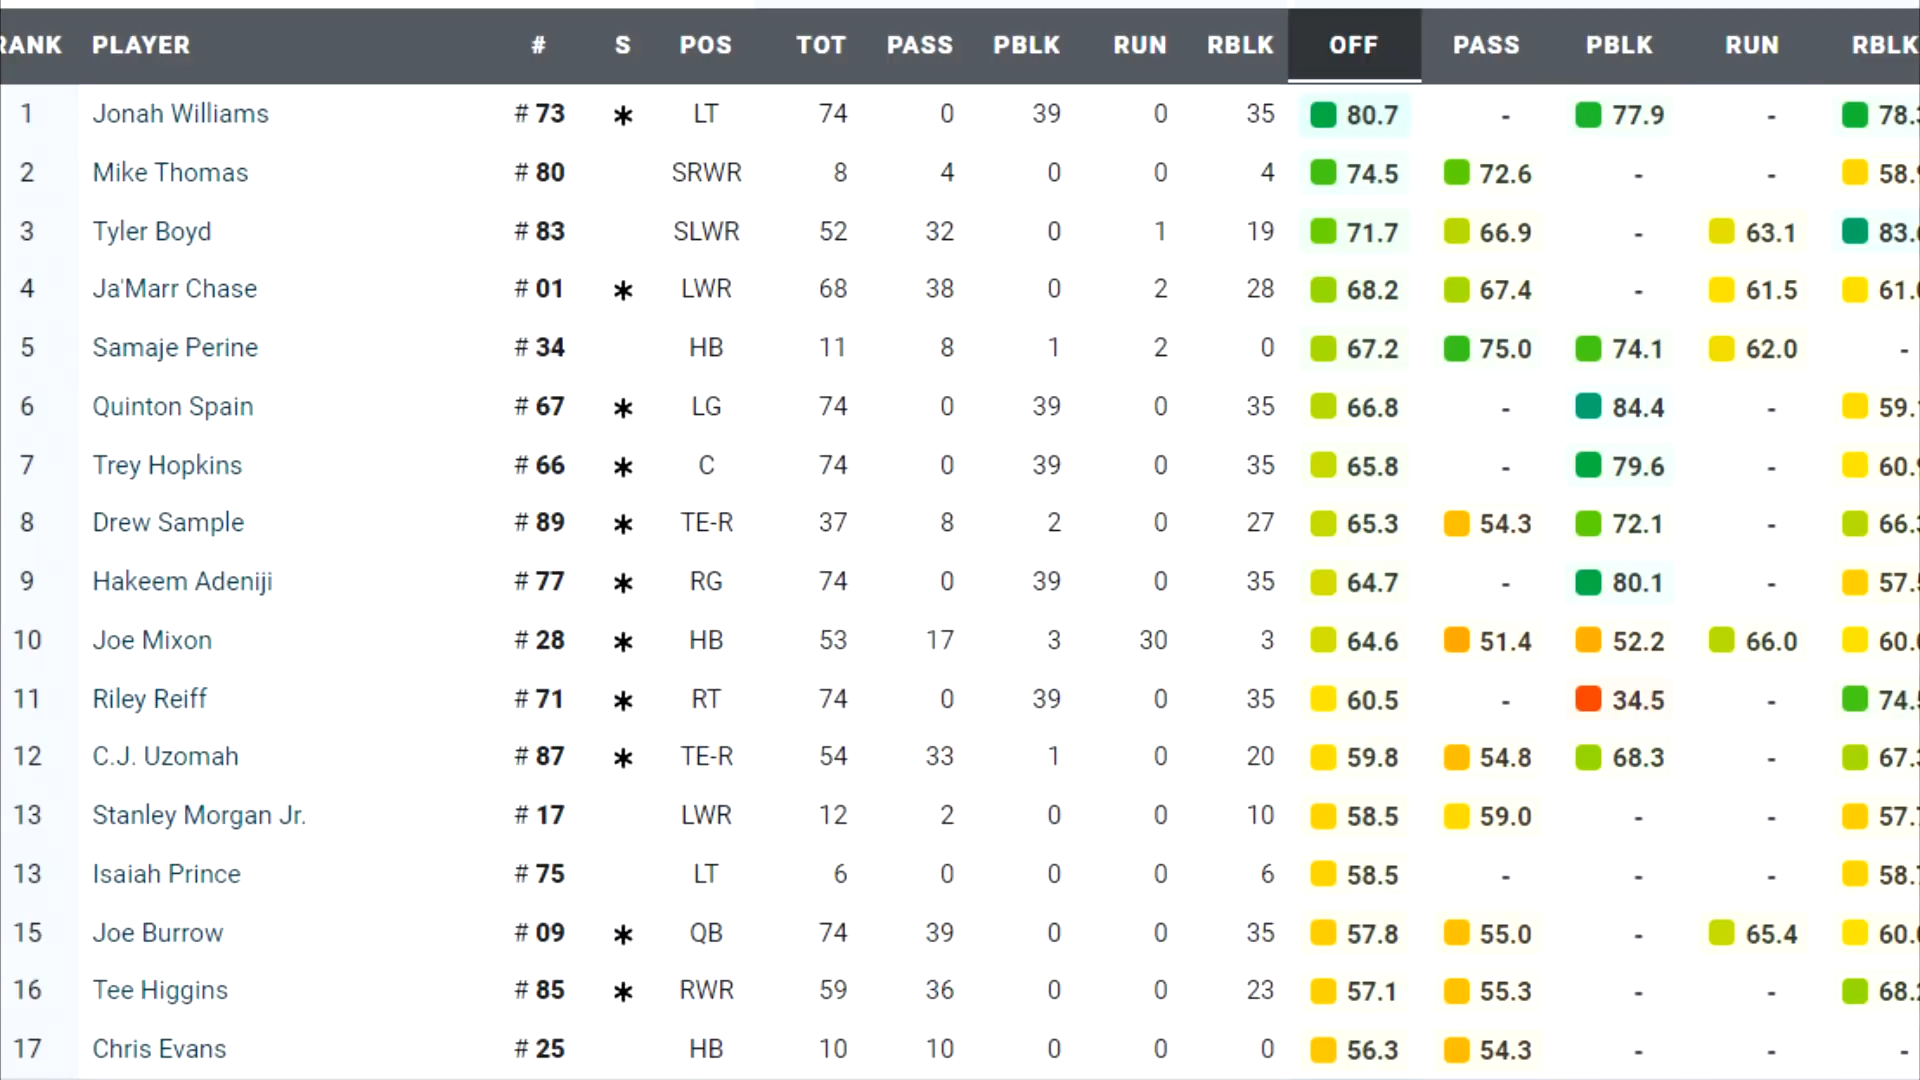 RANK PLAYER # S POS TOT PASS PBLK RUN RBLK OFF PASS PBLK RUN RBLK
1 Jonah Williams # 73 * LT 74 0 39 0 35 80.7 - 77.9 - 78.3
2 Mike Thomas # 80 SRWR 8 4 0 0 4 74.5 72.6 - - 58.9
3 Tyler Boyd # 83 SLWR 52 32 0 1 19 71.7 66.9 - 63.1 83.6
4 Ja'Marr Chase # 01 * LWR 68 38 0 2 28 68.2 67.4 - 61.5 61.0
5 Samaje Perine # 34 HB 11 8 1 2 0 67.2 75.0 74.1 62.0 -
6 Quinton Spain # 67 * LG 74 0 39 0 35 66.8 - 84.4 - 59.
7 Trey Hopkins # 66 * C 74 0 39 0 35 65.8 - 79.6 - 60.9
8 Drew Sample # 89 * TE-R 37 8 2 0 27 65.3 54.3 72.1 - 66.3
9 Hakeem Adeniji # 77 * RG 74 0 39 0 35 64.7 - 80.1 - 57.5
10 Joe Mixon # 28 * HB 53 17 3 30 3 64.6 51.4 52.2 66.0 60.0
11 Riley Reiff # 71 * RT 74 0 39 0 35 60.5 - 34.5 - 74.5
12 C.J. Uzomah # 87 * TE-R 54 33 1 0 20 59.8 54.8 68.3 - 67.3
13 Stanley Morgan Jr. # 17 LWR 12 2 0 0 10 58.5 59.0 - - 57.7
13 Isaiah Prince # 75 LT 6 0 0 0 6 58.5 - - - 58.7
15 Joe Burrow # 09 * QB 74 39 0 0 35 57.8 55.0 - 65.4 60.0
16 Tee Higgins # 85 * RWR 59 36 0 0 23 57.1 55.3 - - 68.2
17 Chris Evans # 25 HB 10 10 0 0 0 56.3 54.3 - - -